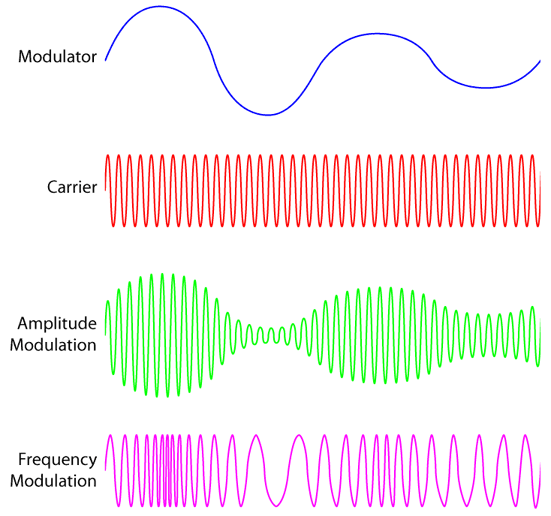 Modulator
Carrier
Amplitude
Modulation
Frequency
Modulation